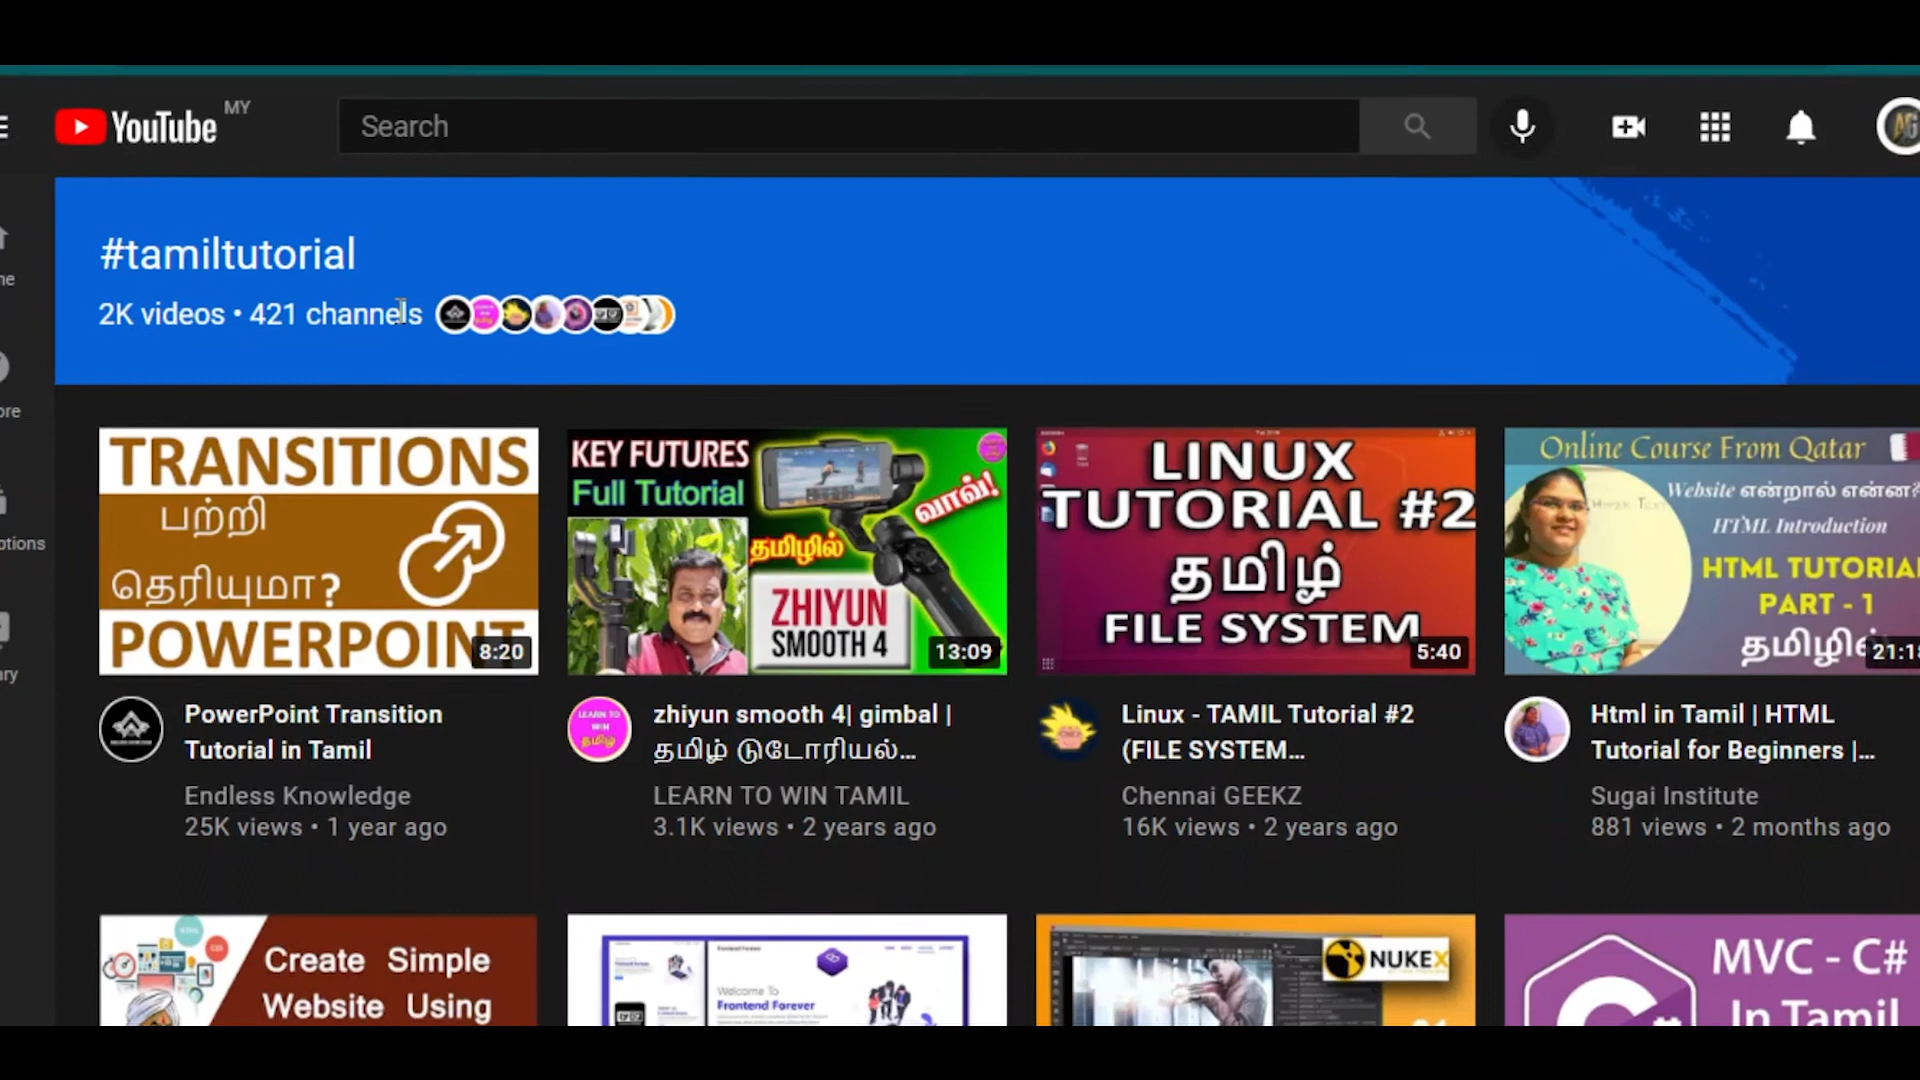 YouTube MY
Search
#tamiltutorial
2K videos • 421 channels
TRANSITIONS
பற்றி
தெரியுமா?
POWERPOINT
8:20
KEY FUTURES
Full Tutorial
வாவ்!
தமிழில்
ZHIYUN
SMOOTH 4
13:09
LINUX
TUTORIAL #2
தமிழ்
FILE SYSTEM
5:40
Online Course From Qatar
Website என்றால் என்ன?
HTML Introduction
HTML TUTORIAL
PART - 1
PowerPoint Transition
Tutorial in Tamil
Endless Knowledge
25K views • 1 year ago
LEARN TO
WIN
தமிழ்
zhiyun smooth 4| gimbal |
தமிழ் டுடோரியல்...
LEARN TO WIN TAMIL
3.1K views • 2 years ago
Linux - TAMIL Tutorial #2
(FILE SYSTEM...
Chennai GEEKZ
16K views • 2 years ago
Html in Tamil | HTML
Tutorial for Beginners |...
Sugai Institute
881 views • 2 months ago
Create Simple
Website Using
Welcome To
Frontend Forever
NUKEX
MVC - C#
In Tamil